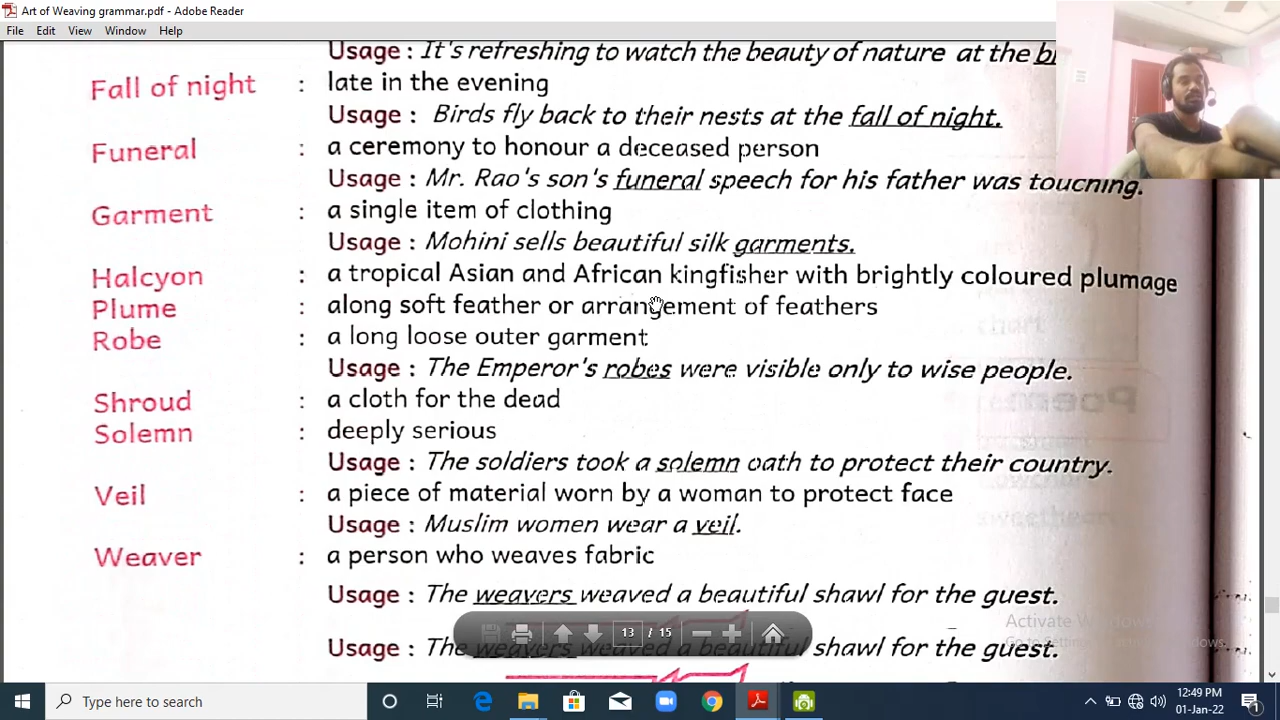 Art of Weaving grammar.pdf - Adobe Reader
File Edit View Window Help
Usage : It's refreshing to watch the beauty of nature at the
Fall of night : late in the evening
Usage : Birds fly back to their nests at the fall of night.
Funeral : a ceremony to honour a deceased person
Usage : Mr. Rao's son's funeral speech for his father was touching.
Garment : a single item of clothing
Usage : Mohini sells beautiful silk garments.
Halcyon : a tropical Asian and African kingfisher with brightly coloured plumage
Plume : along soft feather or arrangement of feathers
Robe : a long loose outer garment
Usage : The Emperor's robes were visible only to wise people.
Shroud : a cloth for the dead
Solemn : deeply serious
Usage : The soldiers took a solemn oath to protect their country.
Veil : a piece of material worn by a woman to protect face
Usage : Muslim women wear a veil.
Weaver : a person who weaves fabric
Usage : The weavers weaved a beautiful shawl for the guest.
Activate Windows
Go to Settings to activate Windows.
13 / 15
Usage : The weavers weaved a beautiful shawl for the guest.
Type here to search
12:49 PM
01-Jan-22